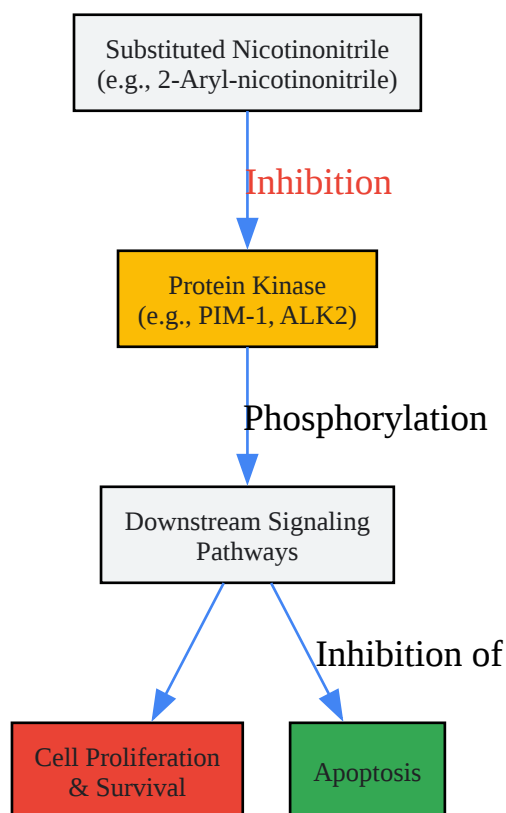 Substituted Nicotinonitrile
(e.g., 2-Aryl-nicotinonitrile)
Inhibition
Protein Kinase
(e.g., PIM-1, ALK2)
Phosphorylation
Downstream Signaling
Pathways
Inhibition of
Cell Proliferation
& Survival
Apoptosis